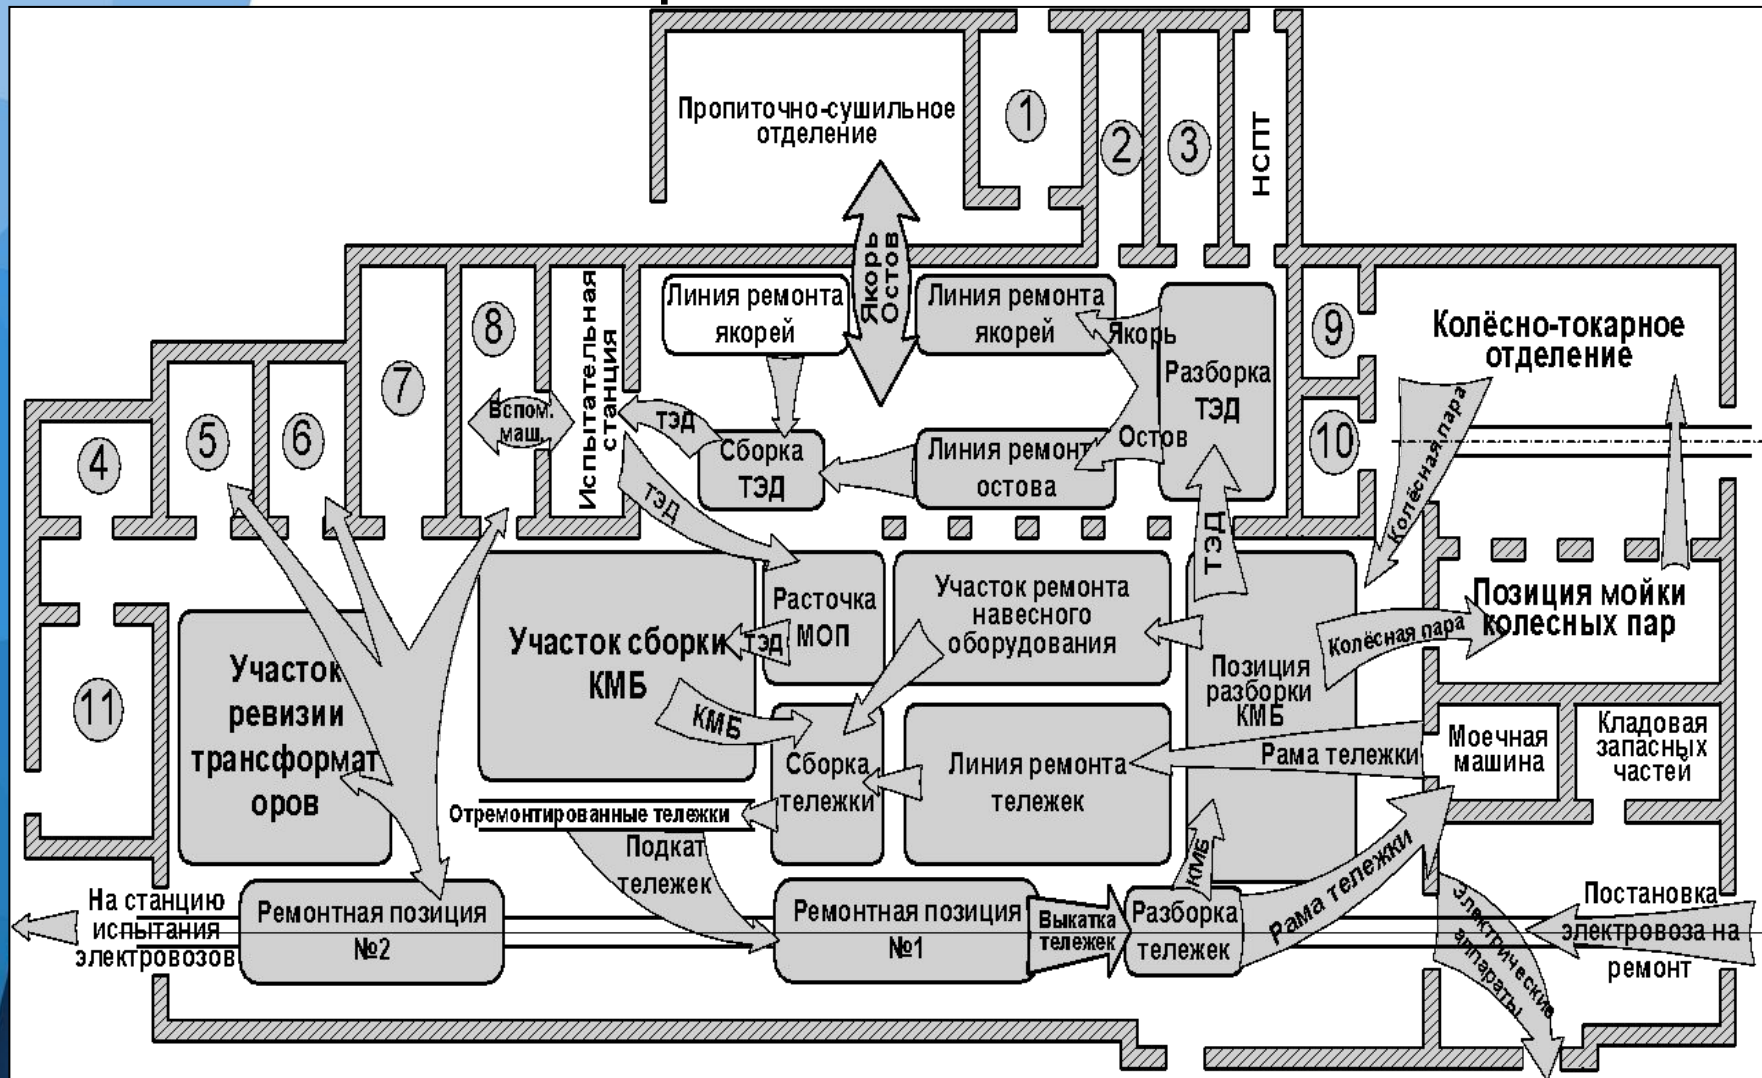 Пропиточно-сушильное
отделение
1
2
3
НСПТ
Якорь
Остов
Линия ремонта
якорей
Линия ремонта
якорей
Якорь
Разборка
ТЭД
Остов
9
10
Колёсно-токарное
отделение
Колёсная пара
8
7
Испытательная
станция
Вспом.
маш.
ТЭД
Сборка
ТЭД
Линия ремонта
остова
4
5
6
ТЭД
ТЭД
Расточка
МОП
Участок ремонта
навесного
оборудования
Позиция мойки
колесных пар
Колёсная пара
Участок сборки
КМБ
ТЭД
Позиция
разборки
КМБ
11
Участок
ревизии
трансформат
оров
КМБ
Сборка
тележки
Линия ремонта
тележек
Рама тележки
Моечная
машина
Кладовая
запасных
частей
Отремонтированные тележки
Подкат
тележек
КМБ
Рама тележки
На станцию
испытания
электровозов
Ремонтная позиция
№2
Ремонтная позиция
№1
Выкатка
тележек
Разборка
тележек
Электрические
аппараты
Постановка
электровоза на
ремонт